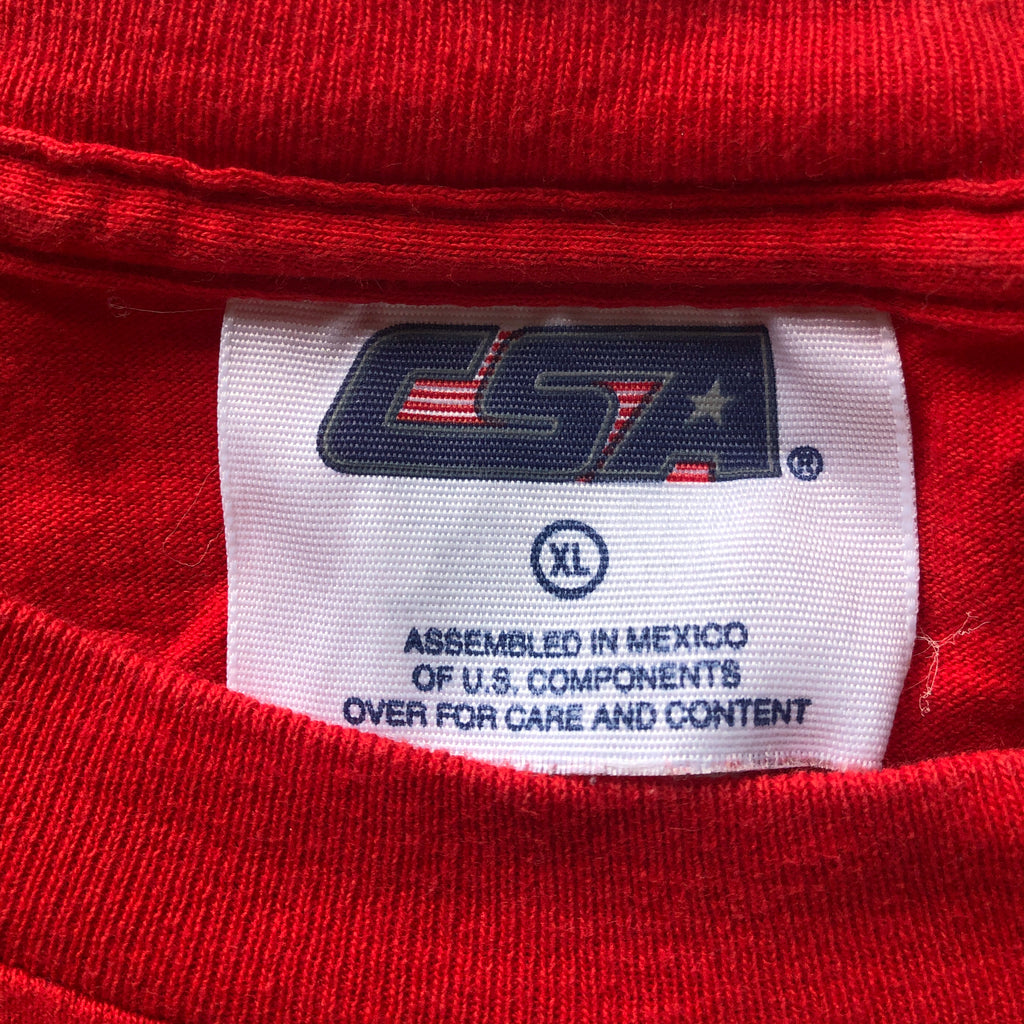 CSA ®
XL
ASSEMBLED IN MEXICO
OF U.S. COMPONENTS
OVER FOR CARE AND CONTENT